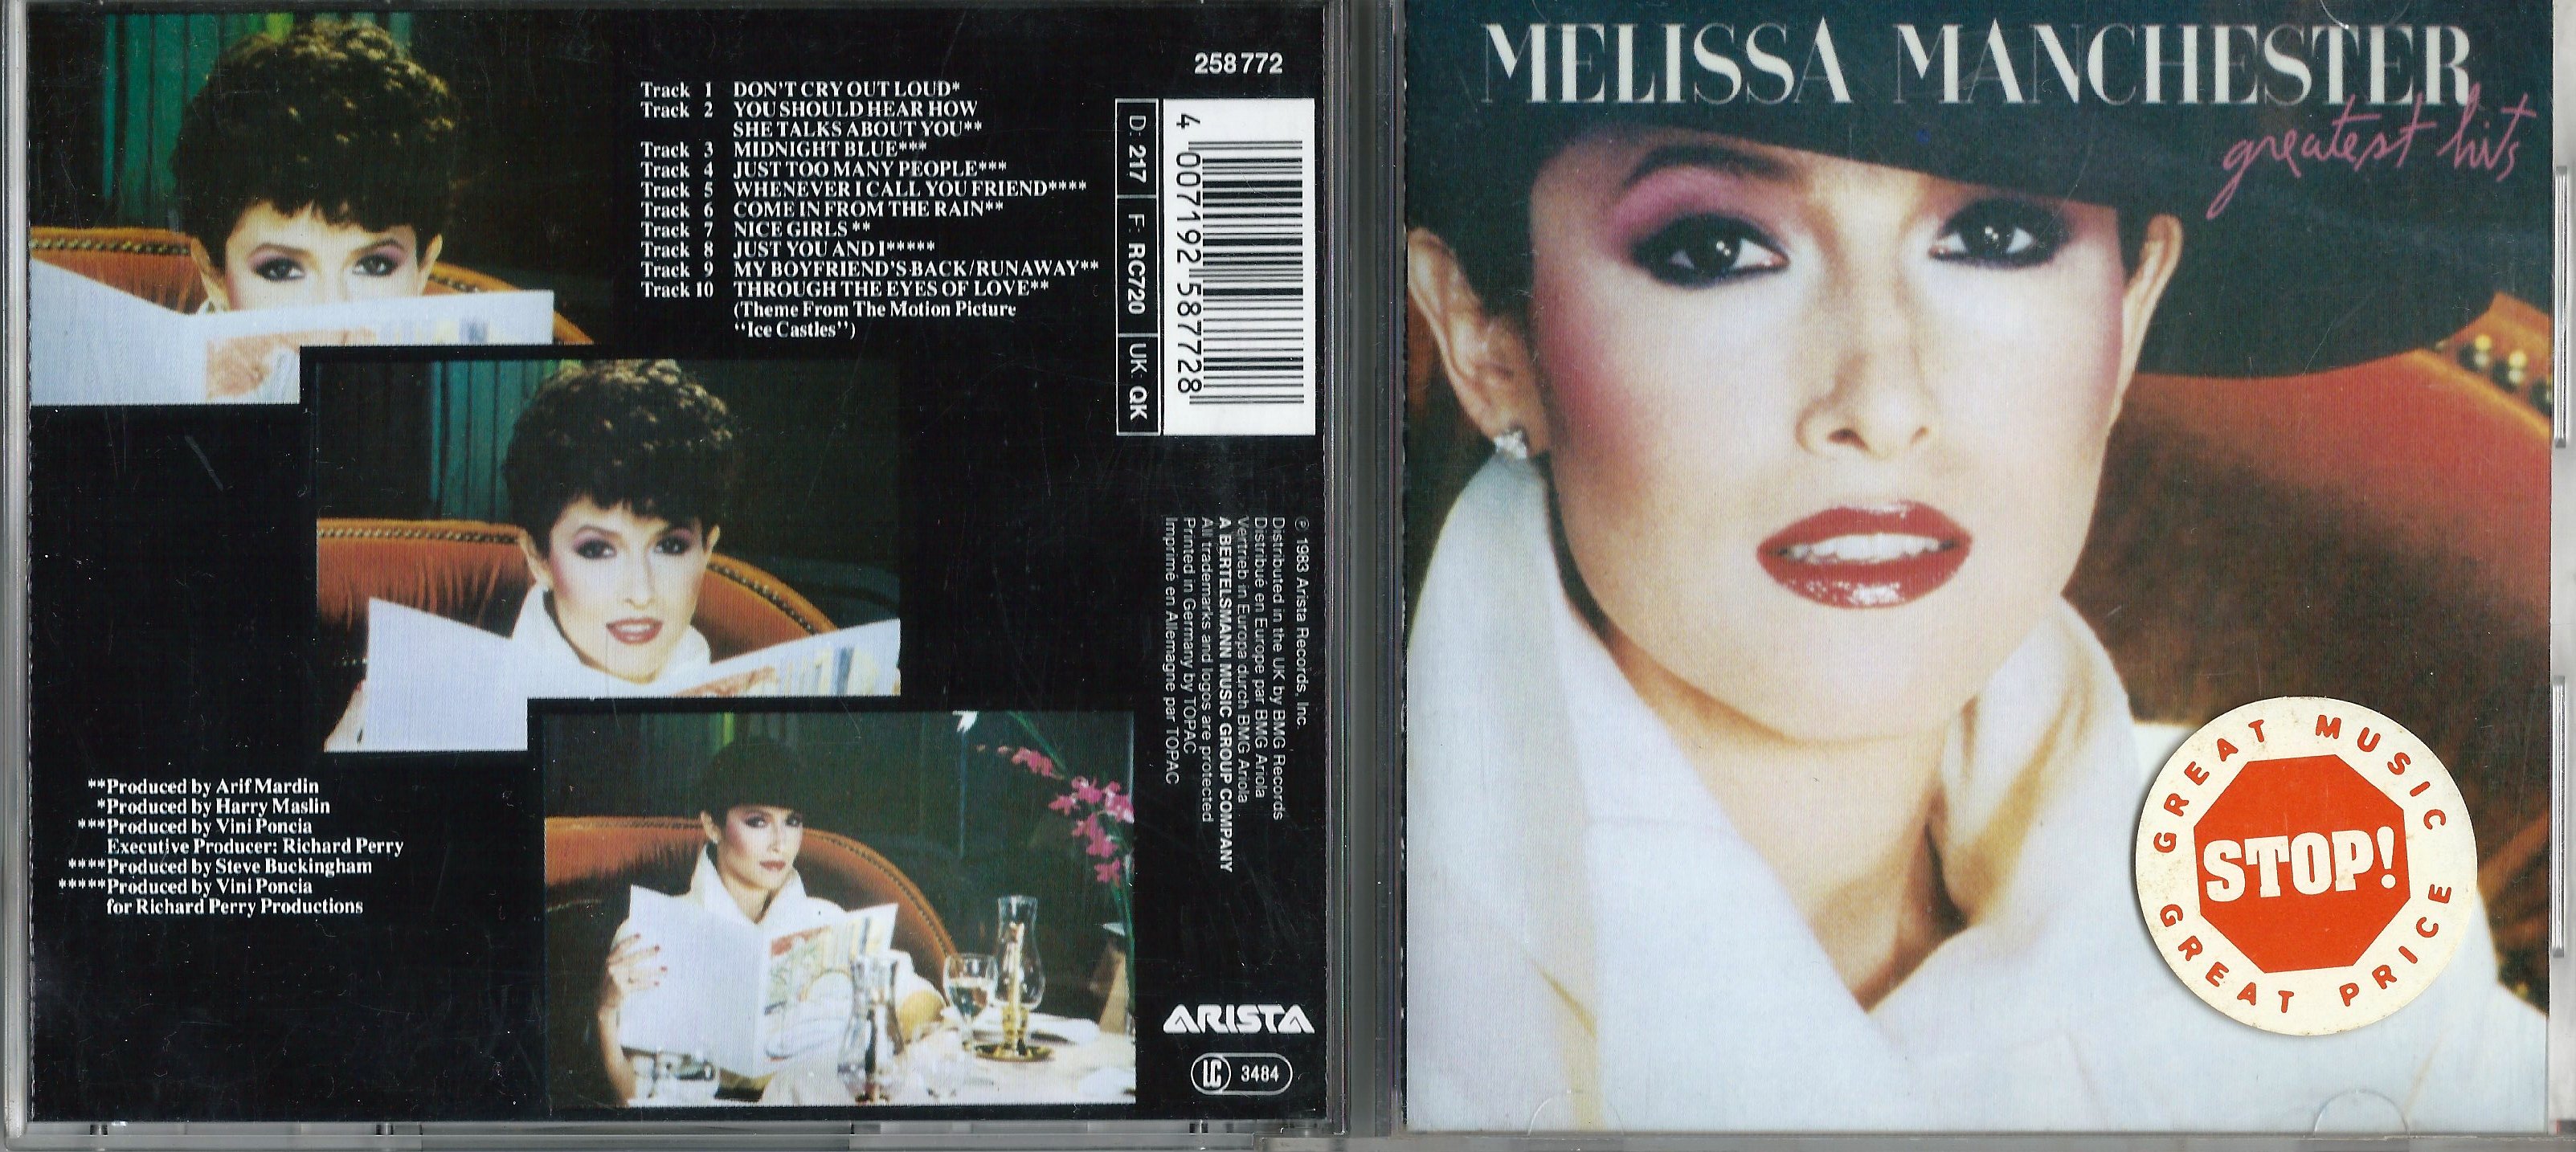 258 772
Track 1 DON'T CRY OUT LOUD*
Track 2 YOU SHOULD HEAR HOW
SHE TALKS ABOUT YOU**
Track 3 MIDNIGHT BLUE***
Track 4 JUST TOO MANY PEOPLE***
Track 5 WHENEVER I CALL YOU FRIEND****
Track 6 COME IN FROM THE RAIN**
Track 7 NICE GIRLS **
Track 8 JUST YOU AND I*****
Track 9 MY BOYFRIEND'S BACK/RUNAWAY**
Track 10 THROUGH THE EYES OF LOVE**
(Theme From The Motion Picture
"Ice Castles")
D: 217 F: RC720 UK: QK
4 007192 587728
**Produced by Arif Mardin
*Produced by Harry Maslin
***Produced by Vini Poncia
Executive Producer: Richard Perry
****Produced by Steve Buckingham
*****Produced by Vini Poncia
for Richard Perry Productions
℗ 1983 Arista Records, Inc.
Distributed in the UK by BMG Records
Distribué en Europe par BMG Ariola
Vertrieb in Europa durch BMG Ariola
A BERTELSMANN MUSIC GROUP COMPANY
All trademarks and logos are protected
Printed in Germany by TOPAC
Imprimé en Allemagne par TOPAC
ARISTA
LC 3484
MELISSA MANCHESTER
greatest hits
GREAT MUSIC
STOP!
GREAT PRICE